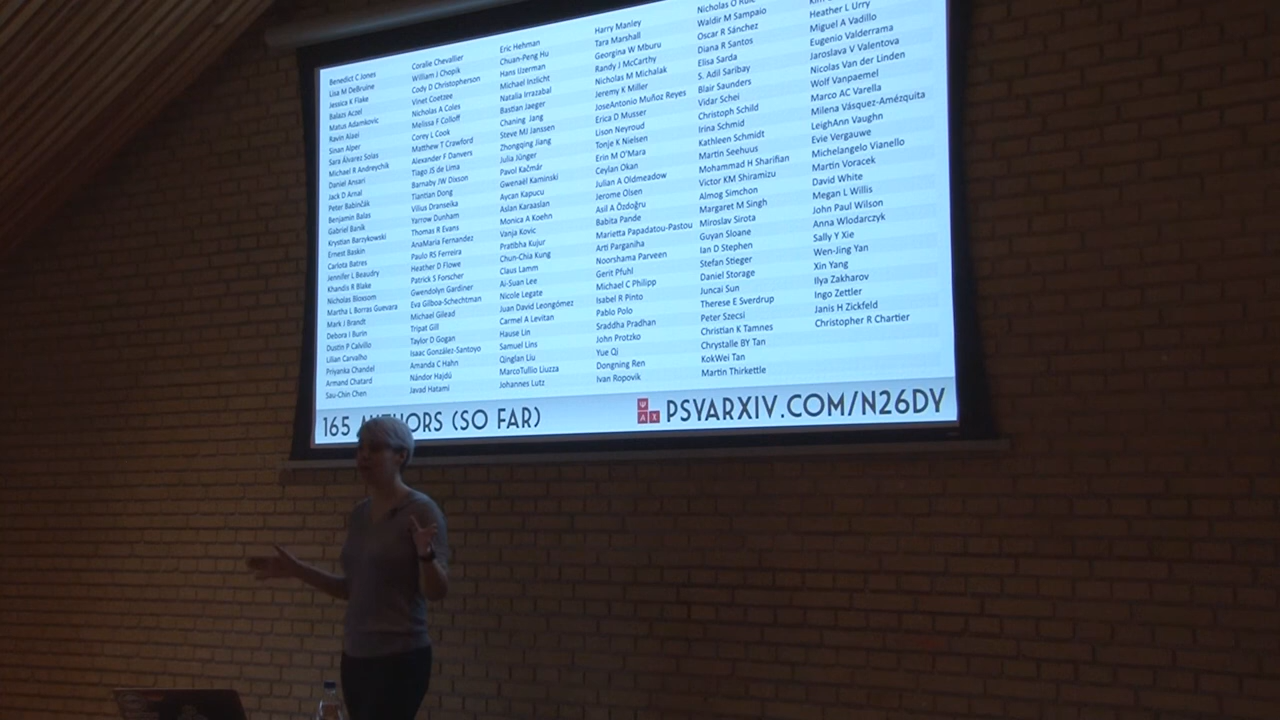 Benedict C Jones
Lisa M DeBruine
Jessica K Flake
Balazs Aczel
Matus Adamkovic
Ravin Alaei
Sinan Alper
Sara Álvarez Solas
Michael R Andreychik
Daniel Ansari
Jack D Arnal
Peter Babinčák
Benjamin Balas
Gabriel Baník
Krystian Barzykowski
Ernest Baskin
Carlota Batres
Jennifer L Beaudry
Khandis R Blake
Nicholas Bloxsom
Martha L Borras Guevara
Mark J Brandt
Debora I Burin
Dustin P Calvillo
Lilian Carvalho
Priyanka Chandel
Armand Chatard
Sau-Chin Chen
Coralie Chevallier
William J Chopik
Cody D Christopherson
Vinet Coetzee
Nicholas A Coles
Melissa F Colloff
Corey L Cook
Matthew T Crawford
Alexander F Danvers
Tiago JS de Lima
Barnaby JW Dixson
Tiantian Dong
Vilius Dranseika
Yarrow Dunham
Thomas R Evans
AnaMaria Fernandez
Paulo RS Ferreira
Heather D Flowe
Patrick S Forscher
Gwendolyn Gardiner
Eva Gilboa-Schechtman
Michael Gilead
Tripat Gill
Taylor D Gogan
Isaac González-Santoyo
Amanda C Hahn
Nándor Hajdú
Javad Hatami
Eric Hehman
Chuan-Peng Hu
Hans IJzerman
Michael Inzlicht
Natalia Irrazabal
Bastian Jaeger
Chaning Jang
Steve MJ Janssen
Zhongqing Jiang
Julia Jünger
Pavol Kačmár
Gwenaël Kaminski
Aycan Kapucu
Aslan Karaaslan
Monica A Koehn
Vanja Kovic
Pratibha Kujur
Chun-Chia Kung
Claus Lamm
Ai-Suan Lee
Nicole Legate
Juan David Leongómez
Carmel A Levitan
Hause Lin
Samuel Lins
Qinglan Liu
MarcoTullio Liuzza
Johannes Lutz
Harry Manley
Tara Marshall
Georgina W Mburu
Randy J McCarthy
Nicholas M Michalak
Jeremy K Miller
JoseAntonio Muñoz Reyes
Erica D Musser
Lison Neyroud
Tonje K Nielsen
Erin M O'Mara
Ceylan Okan
Julian A Oldmeadow
Jerome Olsen
Asil A Özdoğru
Babita Pande
Marietta Papadatou-Pastou
Arti Parganiha
Noorshama Parveen
Gerit Pfuhl
Michael C Philipp
Isabel R Pinto
Pablo Polo
Sraddha Pradhan
John Protzko
Yue Qi
Dongning Ren
Ivan Ropovik
Nicholas O Rule
Waldir M Sampaio
Oscar R Sánchez
Diana R Santos
Elisa Sarda
S. Adil Saribay
Blair Saunders
Vidar Schei
Christoph Schild
Irina Schmid
Kathleen Schmidt
Martin Seehuus
Mohammad H Sharifian
Victor KM Shiramizu
Almog Simchon
Margaret M Singh
Miroslav Sirota
Guyan Sloane
Ian D Stephen
Stefan Stieger
Daniel Storage
Juncai Sun
Therese E Sverdrup
Peter Szecsi
Christian K Tamnes
Chrystalle BY Tan
KokWei Tan
Martin Thirkettle
Heather L Urry
Miguel A Vadillo
Eugenio Valderrama
Jaroslava V Valentova
Nicolas Van der Linden
Wolf Vanpaemel
Marco AC Varella
Milena Vásquez-Amézquita
LeighAnn Vaughn
Evie Vergauwe
Michelangelo Vianello
Martin Voracek
David White
Megan L Willis
John Paul Wilson
Anna Wlodarczyk
Sally Y Xie
Wen-Jing Yan
Xin Yang
Ilya Zakharov
Ingo Zettler
Janis H Zickfeld
Christopher R Chartier
165 AUTHORS (SO FAR)
Ψ
A X
PSYARXIV.COM/N26DY